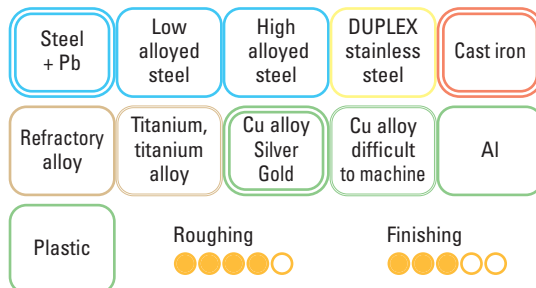 Steel
+ Pb
Low
alloyed
steel
High
alloyed
steel
DUPLEX
stainless
steel
Cast iron
Refractory
alloy
Titanium,
titanium
alloy
Cu alloy
Silver
Gold
Cu alloy
difficult
to machine
Al
Plastic
Roughing
Finishing